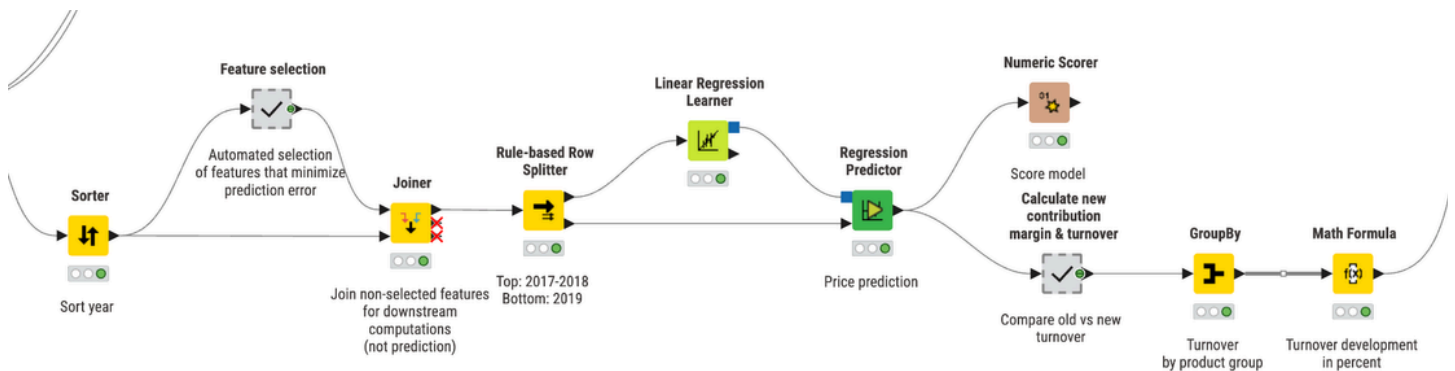 Feature selection
Automated selection
of features that minimize
prediction error
Sorter
Sort year
Joiner
Join non-selected features
for downstream
computations
(not prediction)
Rule-based Row
Splitter
Top: 2017-2018
Bottom: 2019
Linear Regression
Learner
Regression
Predictor
Price prediction
Numeric Scorer
01
Score model
Calculate new
contribution
margin & turnover
Compare old vs new
turnover
GroupBy
Turnover
by product group
Math Formula
f(x)
Turnover development
in percent